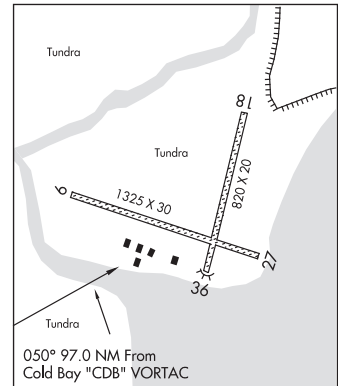 Tundra
18
Tundra
9
1325 X 30
820 X 20
27
36
Tundra
050° 97.0 NM From
Cold Bay "CDB" VORTAC